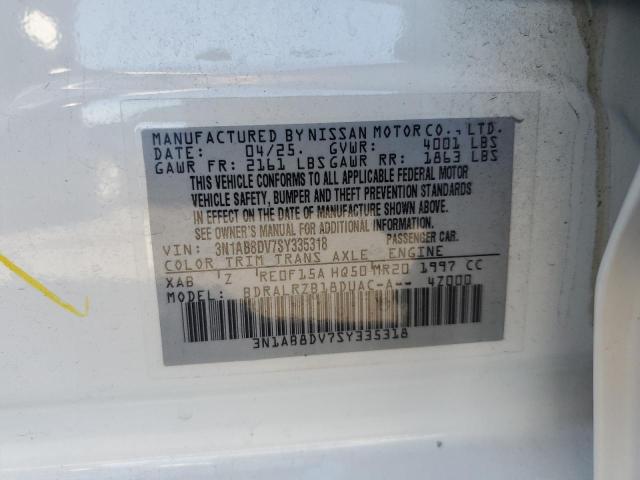 MANUFACTURED BY NISSAN MOTOR CO., LTD.
DATE: 04/25. GVWR: 4001 LBS
GAWR FR: 2161 LBS GAWR RR: 1863 LBS
THIS VEHICLE CONFORMS TO ALL APPLICABLE FEDERAL MOTOR
VEHICLE SAFETY, BUMPER AND THEFT PREVENTION STANDARDS
IN EFFECT ON THE DATE OF MANUFACTURE SHOWN ABOVE.
SEE OWNER'S MANUAL FOR ADDITIONAL INFORMATION.
VIN: 3N1AB8DV7SY335318 PASSENGER CAR.
COLOR TRIM TRANS AXLE ENGINE
XAB 'Z 'RE0F15A HQ50 MR20 1997 CC
MODEL: BDRALRZB18DUAC-A-- 4Z000
3N1AB8DV7SY335318